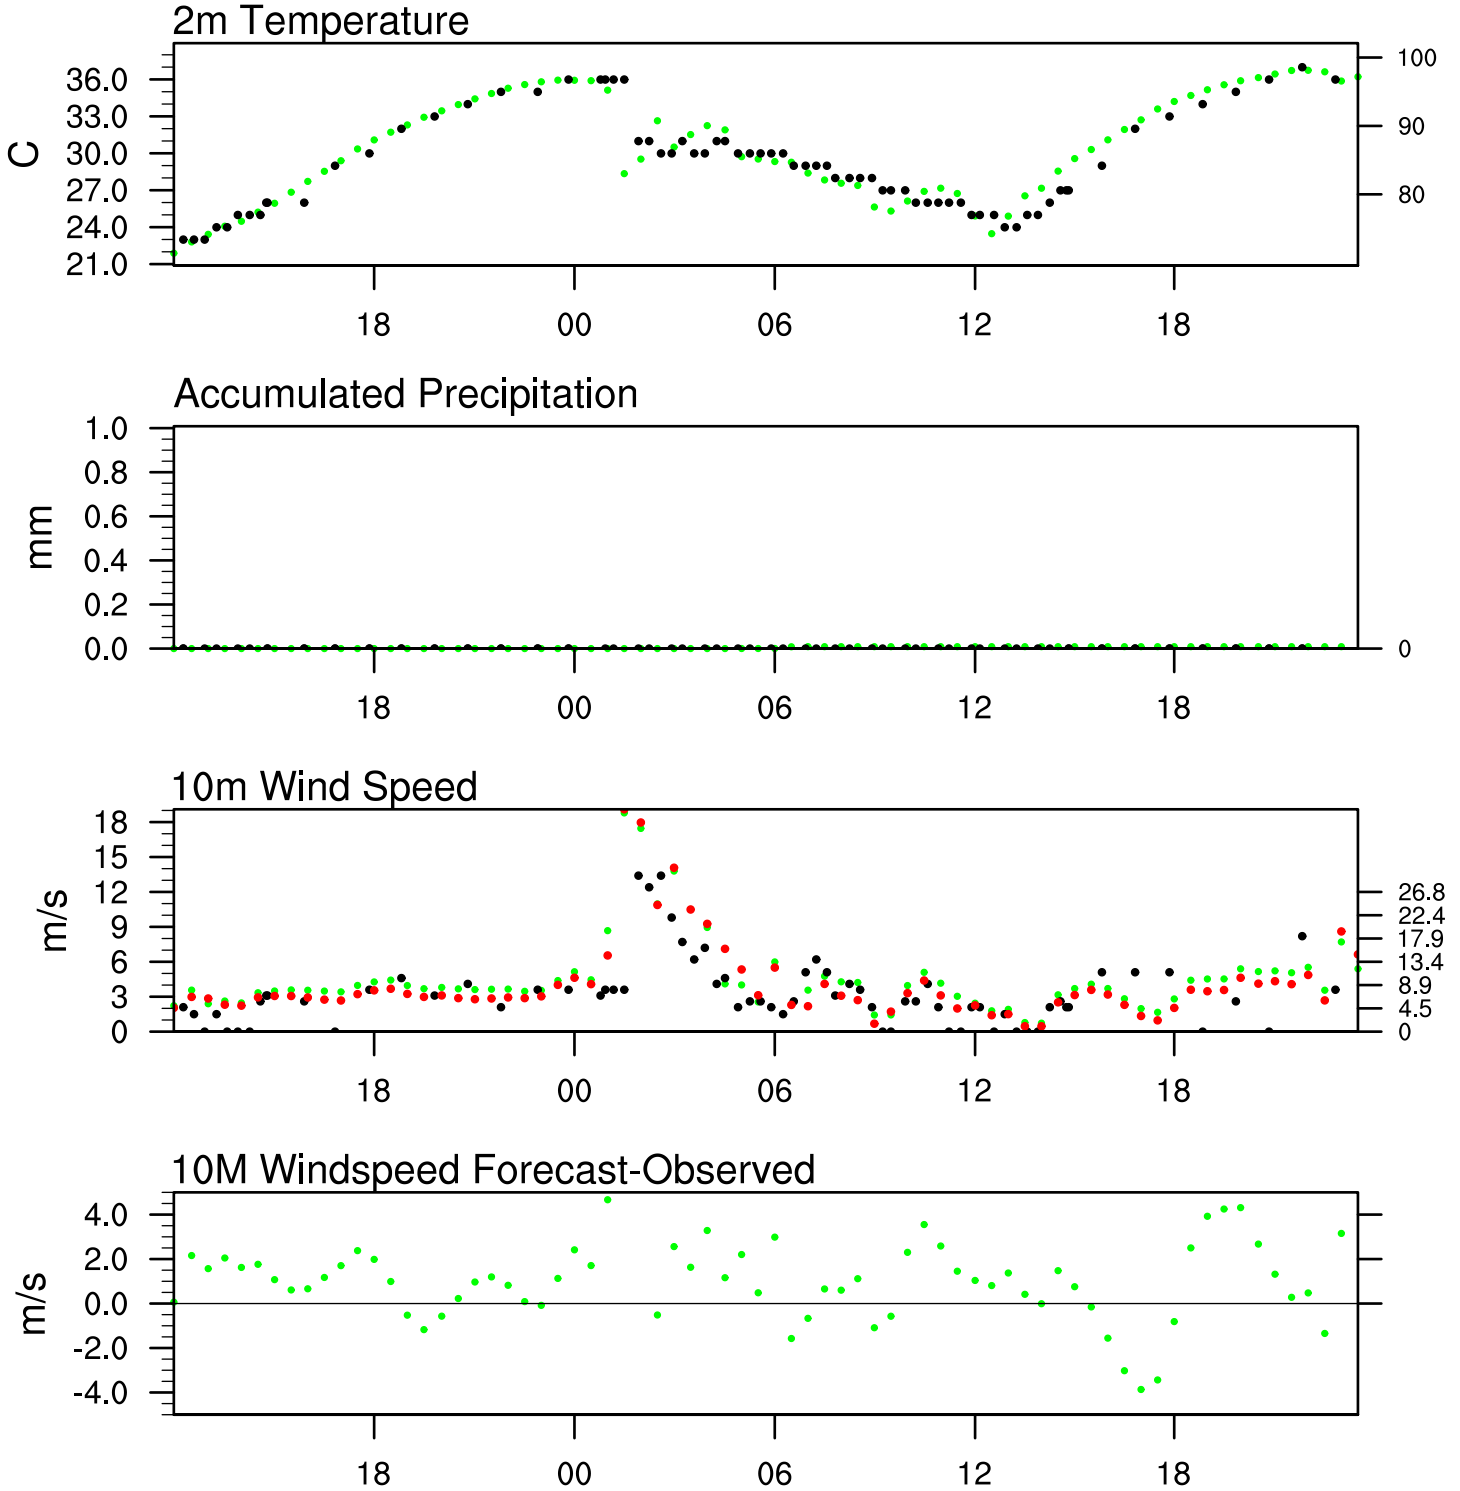 2m Temperature
36.0
33.0
30.0
27.0
24.0
21.0
C
100
90
80
18 00 06 12 18
Accumulated Precipitation
1.0
0.8
0.6
0.4
0.2
0.0
mm
0
18 00 06 12 18
10m Wind Speed
18
15
12
9
6
3
0
m/s
26.8
22.4
17.9
13.4
8.9
4.5
0
18 00 06 12 18
10M Windspeed Forecast-Observed
4.0
2.0
0.0
-2.0
-4.0
m/s
18 00 06 12 18